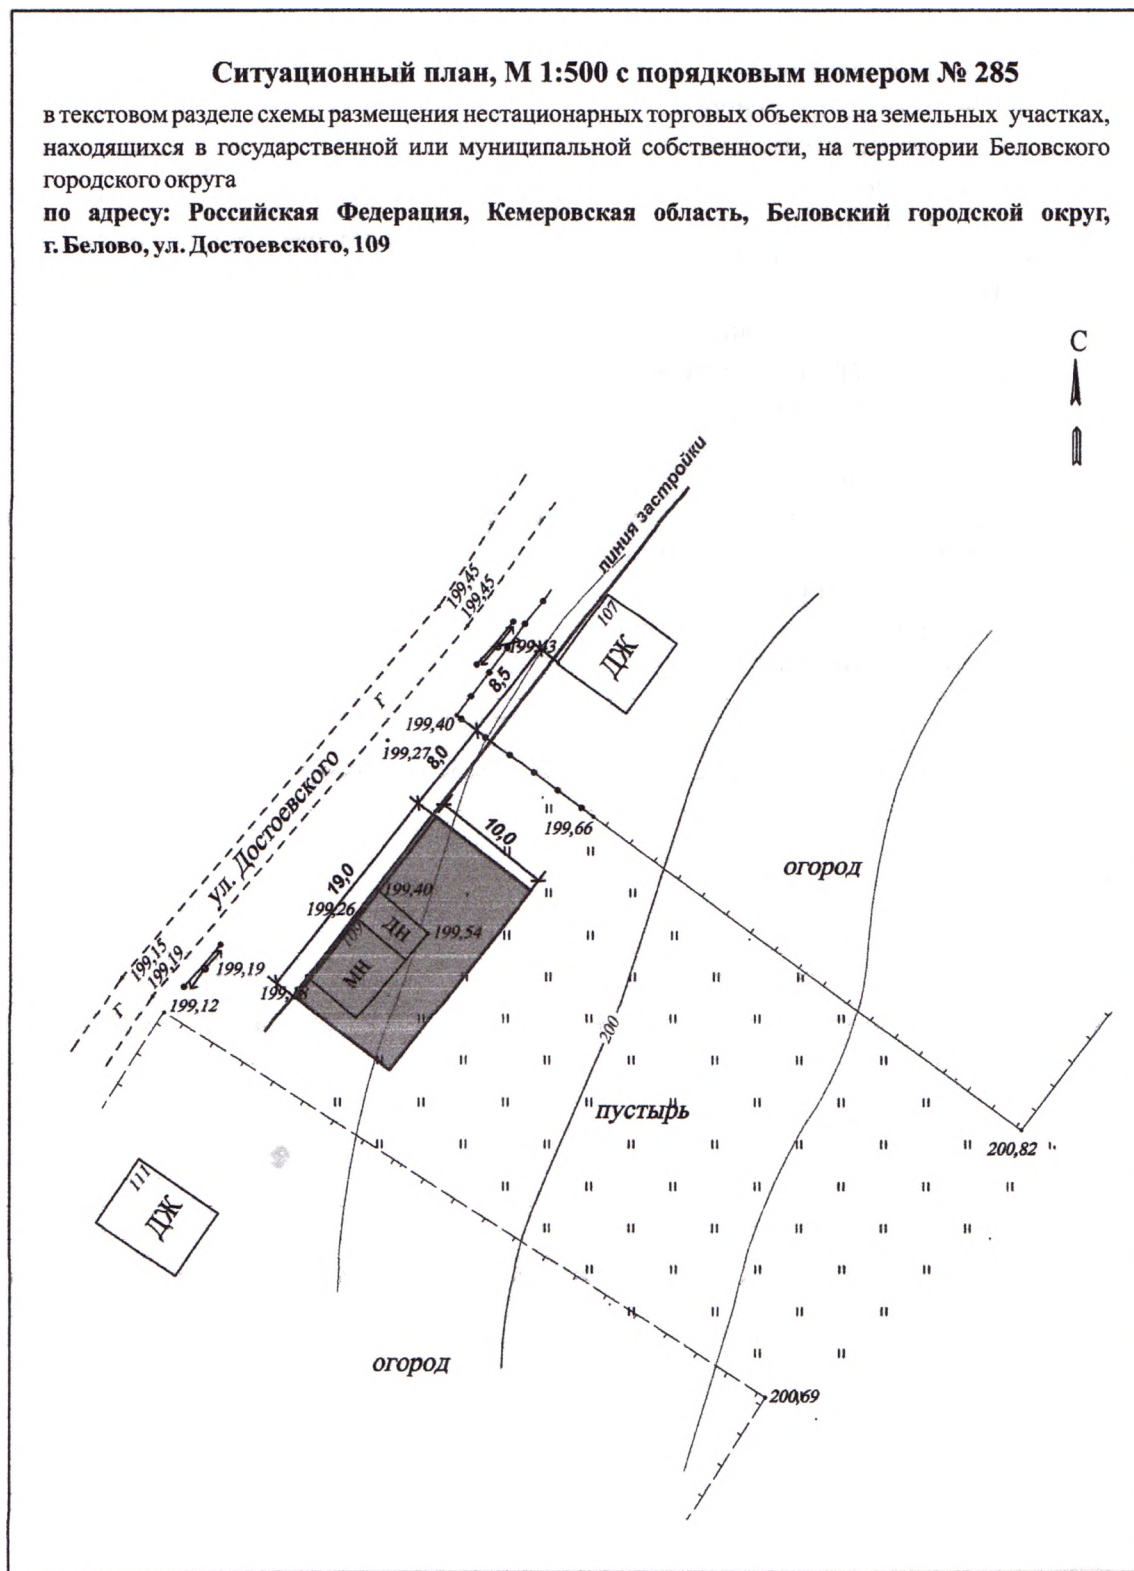 Ситуационный план, М 1:500 с порядковым номером № 285
в текстовом разделе схемы размещения нестационарных торговых объектов на земельных участках,
находящихся в государственной или муниципальной собственности, на территории Беловского
городского округа
по адресу: Российская Федерация, Кемеровская область, Беловский городской округ,
г. Белово, ул. Достоевского, 109
С
линия застройки
199,45
199,45
107
ДЖ
199,43
8,5
г
199,40
199,27
8,0
ул. Достоевского
10,0
199,66
огород
19,0
199,40
199,26
109
ДН
199,54
МН
199,15
199,19
199,19
г
199,12
200
пустырь
200,82
111
ДЖ
огород
200,69